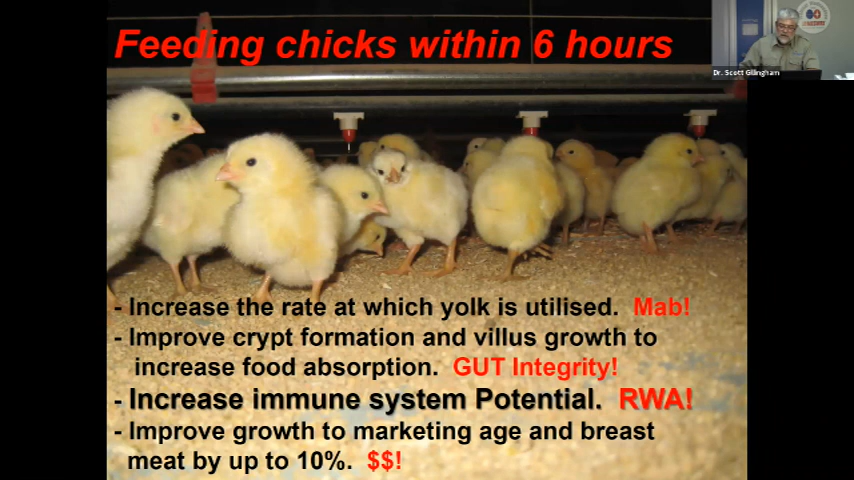 Feeding chicks within 6 hours
Dr. Scott Gillingham
- Increase the rate at which yolk is utilised. Mab!
- Improve crypt formation and villus growth to
increase food absorption. GUT Integrity!
- Increase immune system Potential. RWA!
- Improve growth to marketing age and breast
meat by up to 10%. $$!